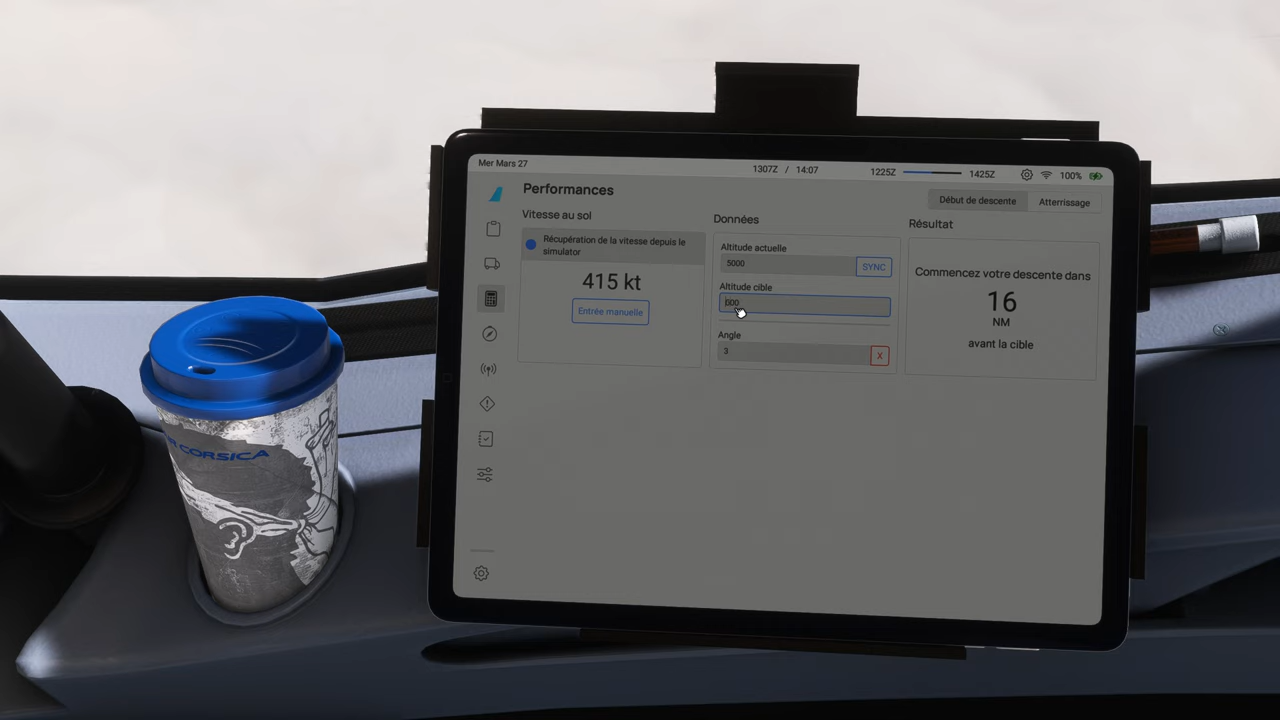 Mer Mars 27
1307Z / 14:07
1225Z
1425Z
100%
Performances
Début de descente
Atterrissage
Vitesse au sol
Récupération de la vitesse depuis le
simulator
415 kt
Entrée manuelle
Données
Altitude actuelle
5000
SYNC
Altitude cible
000
Angle
3
X
Résultat
Commencez votre descente dans
16
NM
avant la cible
CORSICA